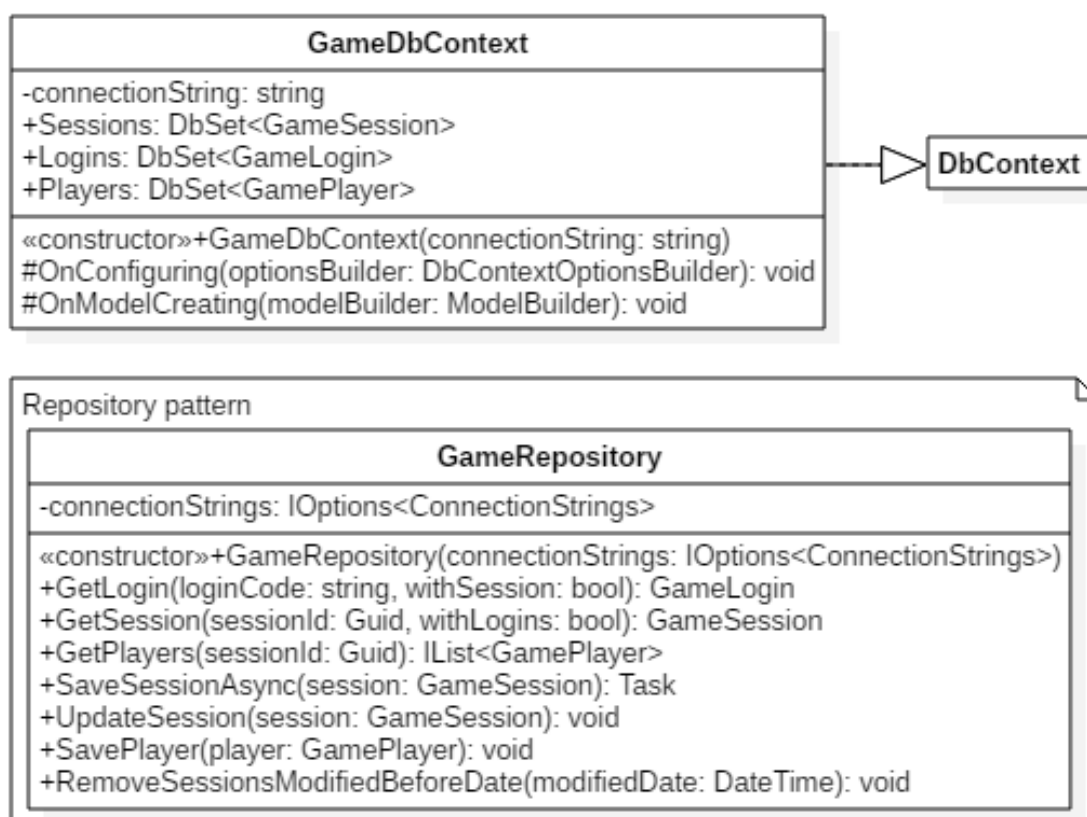 GameDbContext
-connectionString: string
+Sessions: DbSet<GameSession>
+Logins: DbSet<GameLogin>
+Players: DbSet<GamePlayer>
DbContext
«constructor»+GameDbContext(connectionString: string)
#OnConfiguring(optionsBuilder: DbContextOptionsBuilder): void
#OnModelCreating(modelBuilder: ModelBuilder): void
Repository pattern
GameRepository
-connectionStrings: IOptions<ConnectionStrings>
«constructor»+GameRepository(connectionStrings: IOptions<ConnectionStrings>)
+GetLogin(loginCode: string, withSession: bool): GameLogin
+GetSession(sessionId: Guid, withLogins: bool): GameSession
+GetPlayers(sessionId: Guid): IList<GamePlayer>
+SaveSessionAsync(session: GameSession): Task
+UpdateSession(session: GameSession): void
+SavePlayer(player: GamePlayer): void
+RemoveSessionsModifiedBeforeDate(modifiedDate: DateTime): void